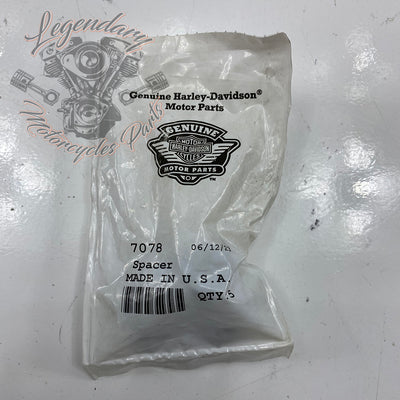 Legendary
Motorcycles Parts
Genuine Harley-Davidson®
Motor Parts
GENUINE
MOTOR
HARLEY-DAVIDSON
CYCLES
MOTOR PARTS
TM
7078
Spacer
MADE IN U.S.A.
QTY.5